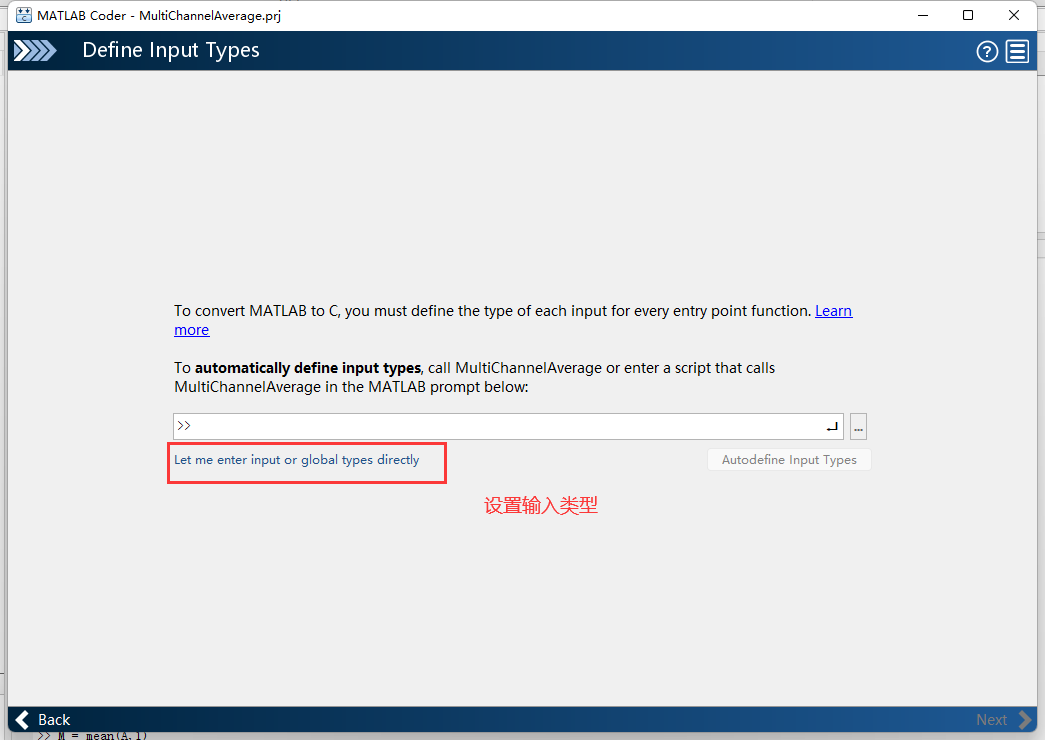 MATLAB Coder - MultiChannelAverage.prj
Define Input Types
To convert MATLAB to C, you must define the type of each input for every entry point function. Learn
more
To automatically define input types, call MultiChannelAverage or enter a script that calls
MultiChannelAverage in the MATLAB prompt below:
>>
...
Let me enter input or global types directly
Autodefine Input Types
设置输入类型
Back
Next
>> M = mean(A,1)